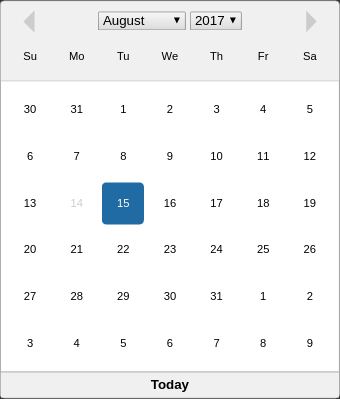 August 2017
Su Mo Tu We Th Fr Sa
30 31 1 2 3 4 5
6 7 8 9 10 11 12
13 14 15 16 17 18 19
20 21 22 23 24 25 26
27 28 29 30 31 1 2
3 4 5 6 7 8 9
Today